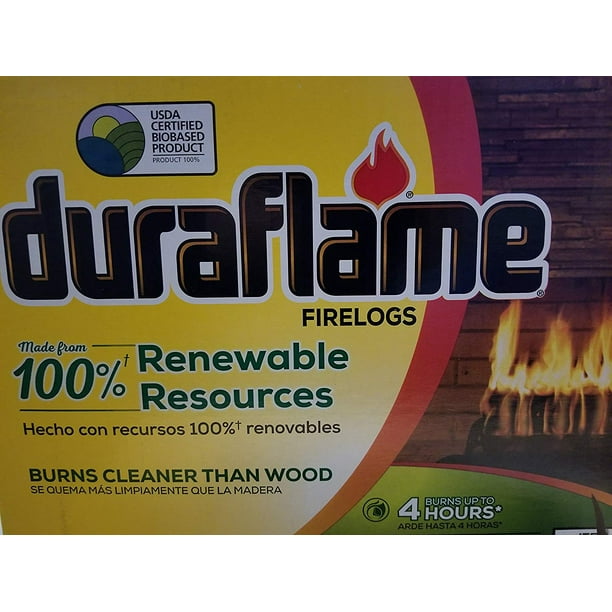 USDA
CERTIFIED
BIOBASED
PRODUCT
PRODUCT 100%
duraflame®
FIRELOGS
Made from
100%† Renewable
Resources
Hecho con recursos 100%† renovables
BURNS CLEANER THAN WOOD
SE QUEMA MÁS LIMPIAMENTE QUE LA MADERA
4 BURNS UP TO
HOURS*
ARDE HASTA 4 HORAS*